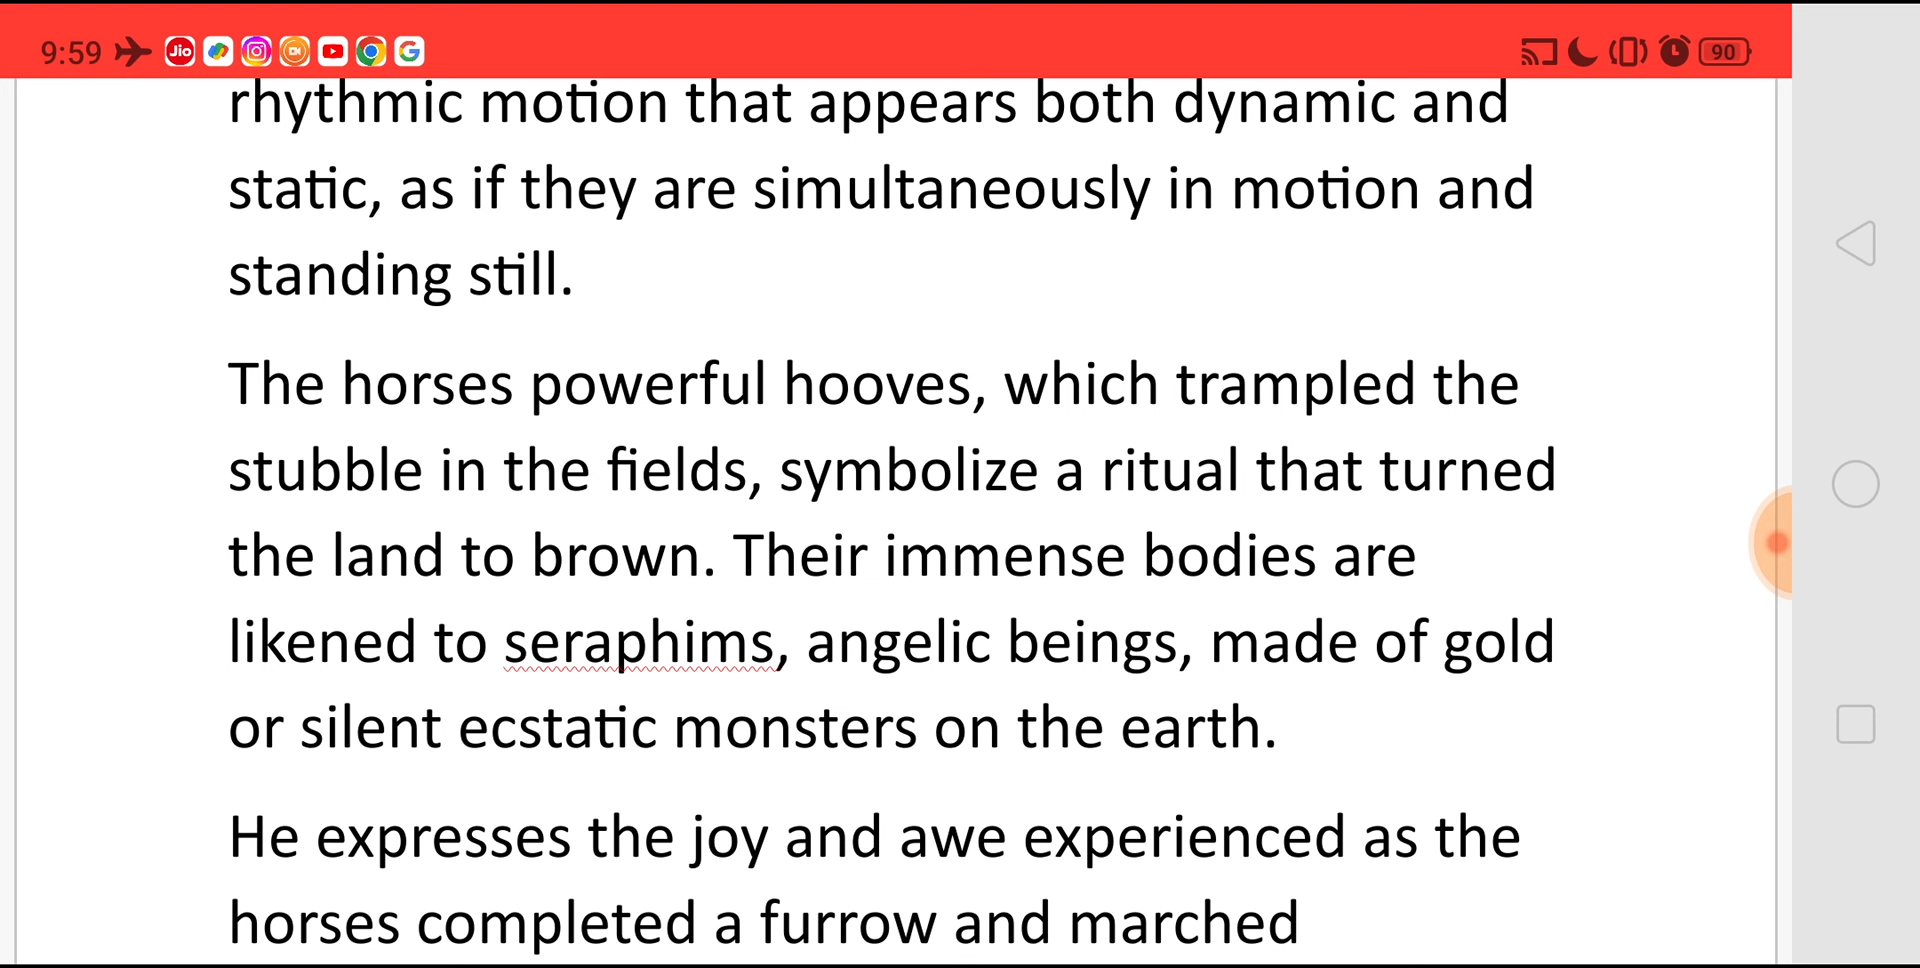 9:59 Jio 90
rhythmic motion that appears both dynamic and
static, as if they are simultaneously in motion and
standing still.
The horses powerful hooves, which trampled the
stubble in the fields, symbolize a ritual that turned
the land to brown. Their immense bodies are
likened to seraphims, angelic beings, made of gold
or silent ecstatic monsters on the earth.
He expresses the joy and awe experienced as the
horses completed a furrow and marched